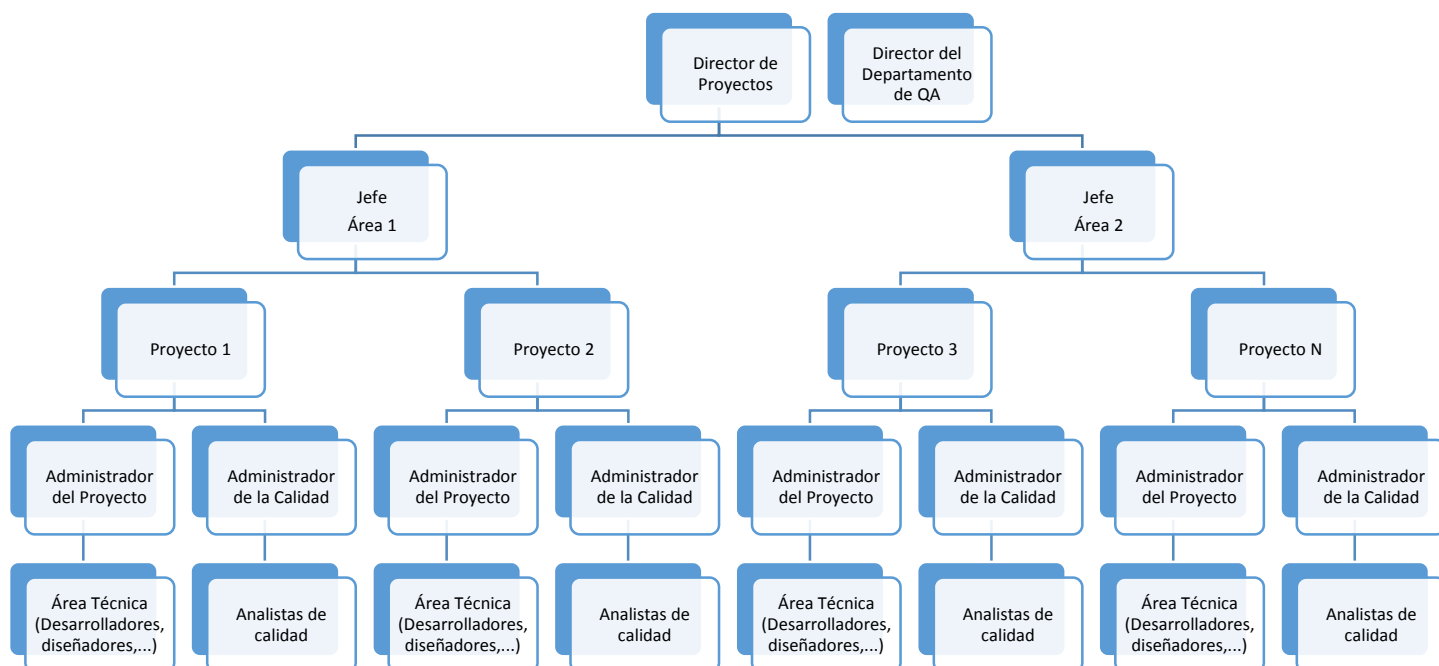 Director de
Proyectos
Director del
Departamento
de QA
Jefe
Área 1
Jefe
Área 2
Proyecto 1
Proyecto 2
Proyecto 3
Proyecto N
Administrador
del Proyecto
Administrador
de la Calidad
Administrador
del Proyecto
Administrador
de la Calidad
Administrador
del Proyecto
Administrador
de la Calidad
Administrador
del Proyecto
Administrador
de la Calidad
Área Técnica
(Desarrolladores,
diseñadores,...)
Analistas de
calidad
Área Técnica
(Desarrolladores,
diseñadores,...)
Analistas de
calidad
Área Técnica
(Desarrolladores,
diseñadores,...)
Analistas de
calidad
Área Técnica
(Desarrolladores,
diseñadores,...)
Analistas de
calidad